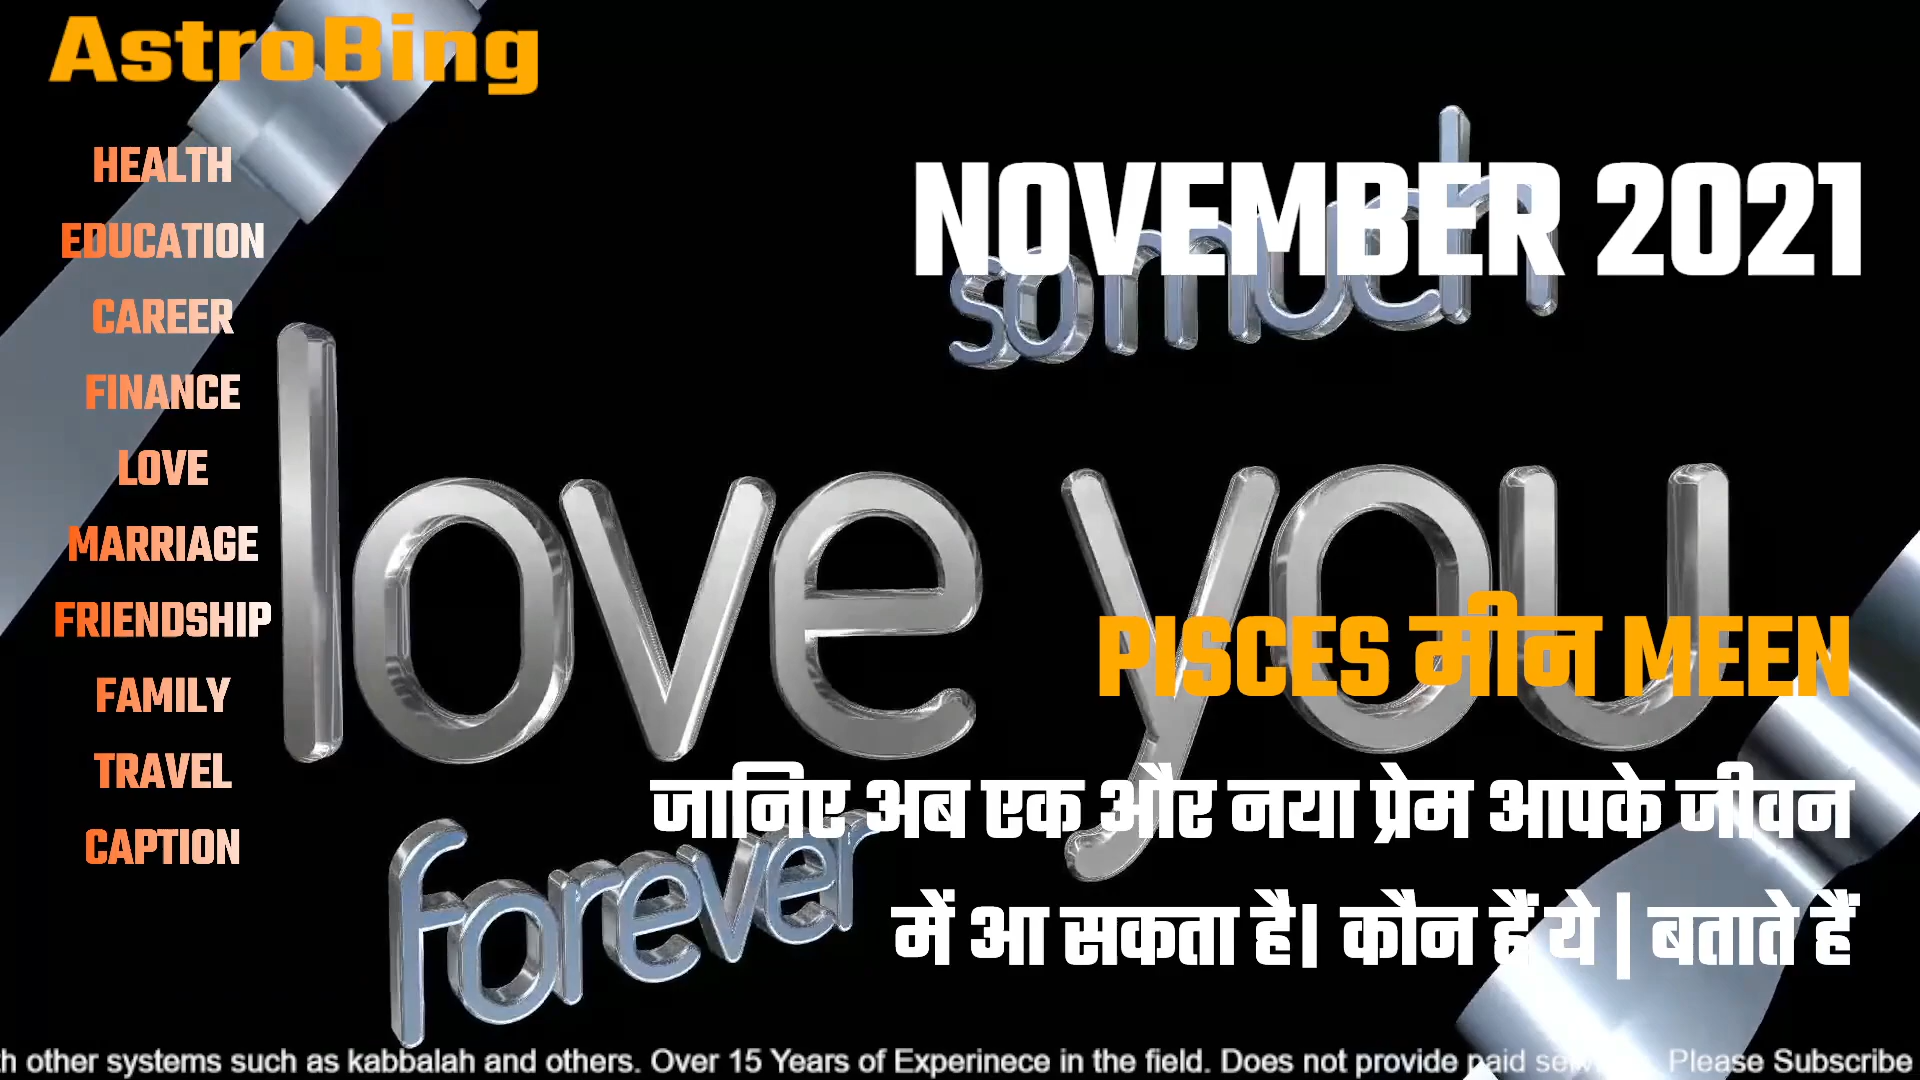 AstroBing
HEALTH
EDUCATION
CAREER
FINANCE
LOVE
MARRIAGE
FRIENDSHIP
FAMILY
TRAVEL
CAPTION
NOVEMBER 2021
so much
love you
PISCES मीन MEEN
जानिए अब एक और नया प्रेम आपके जीवन
में आ सकता है। कौन हैं ये | बताते हैं
forever
other systems such as kabbalah and others. Over 15 Years of Experinece in the field. Does not provide paid Please Subscribe